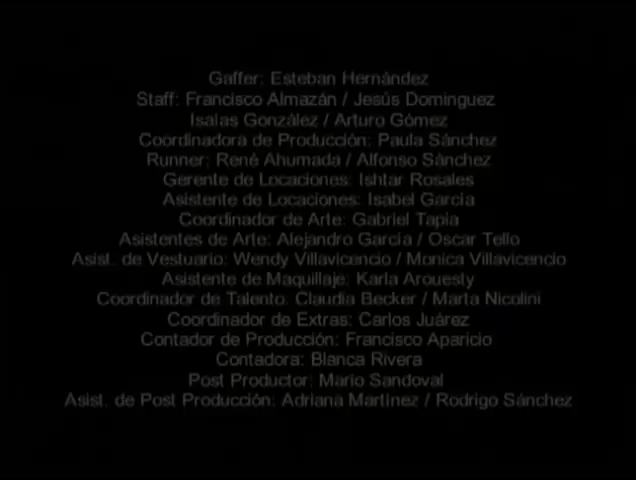 Gaffer: Esteban Hernández
Staff: Francisco Almazán / Jesús Dominguez
Isaías González / Arturo Gómez
Coordinadora de Producción: Paula Sánchez
Runner: René Ahumada / Alfonso Sánchez
Gerente de Locaciones: Ishtar Rosales
Asistente de Locaciones: Isabel García
Coordinador de Arte: Gabriel Tapia
Asistentes de Arte: Alejandro García / Oscar Tello
Asist. de Vestuario: Wendy Villavicencio / Monica Villavicencio
Asistente de Maquillaje: Karla Arouesty
Coordinador de Talento: Claudia Becker / Marta Nicolini
Coordinador de Extras: Carlos Juárez
Contador de Producción: Francisco Aparicio
Contadora: Blanca Rivera
Post Productor: Mario Sandoval
Asist. de Post Producción: Adriana Martínez / Rodrigo Sánchez